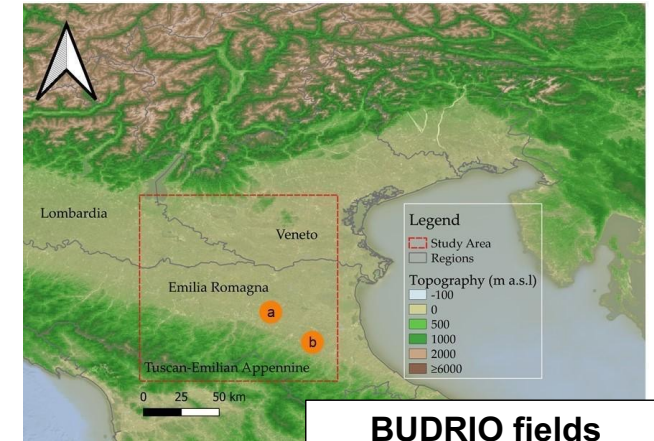 Lombardia
Veneto
Emilia Romagna
a
b
Tuscan-Emilian Appennine
0 25 50 km
Legend
Study Area
Regions
Topography (m a.s.l)
-100
0
500
1000
2000
≥6000
BUDRIO fields